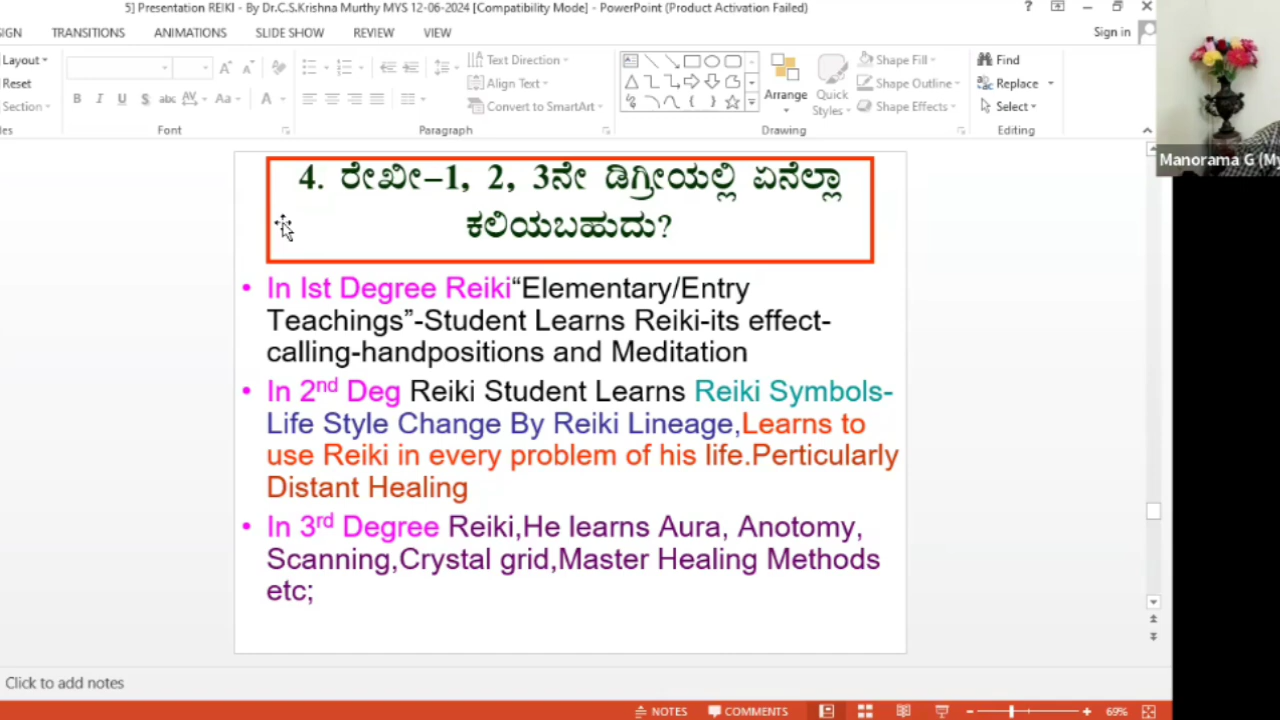 5] Presentation REIKI - By Dr.C.S.Krishna Murthy MYS 12-06-2024 [Compatibility Mode] - PowerPoint (Product Activation Failed)
?
SIGN TRANSITIONS ANIMATIONS SLIDE SHOW REVIEW VIEW Sign in
Layout
Reset
Section
B I U S abc AV Aa A
Font
Text Direction
Align Text
Convert to SmartArt
Paragraph
Arrange
Quick
Styles
Shape Fill
Shape Outline
Shape Effects
Drawing
Find
Replace
Select
Editing
Manorama G (My
4. ರೇಖೀ–1, 2, 3ನೇ ಡಿಗ್ರೀಯಲ್ಲಿ ಏನೆಲ್ಲಾ
ಕಲಿಯಬಹುದು?
• In Ist Degree Reiki“Elementary/Entry
Teachings”-Student Learns Reiki-its effect-
calling-handpositions and Meditation
• In 2nd Deg Reiki Student Learns Reiki Symbols-
Life Style Change By Reiki Lineage,Learns to
use Reiki in every problem of his life.Perticularly
Distant Healing
• In 3rd Degree Reiki,He learns Aura, Anotomy,
Scanning,Crystal grid,Master Healing Methods
etc;
Click to add notes
NOTES COMMENTS 69%